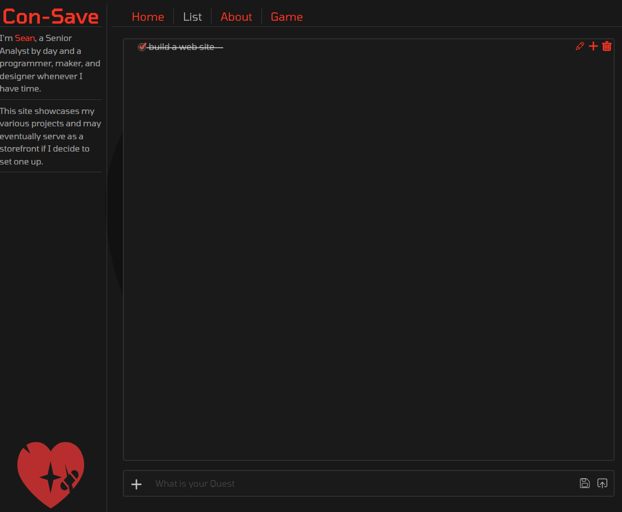 Con-Save
Home
List
About
Game
I'm Sean, a Senior
Analyst by day and a
programmer, maker, and
designer whenever I
have time.
This site showcases my
various projects and may
eventually serve as a
storefront if I decide to
set one up.
build a web site
What is your Quest